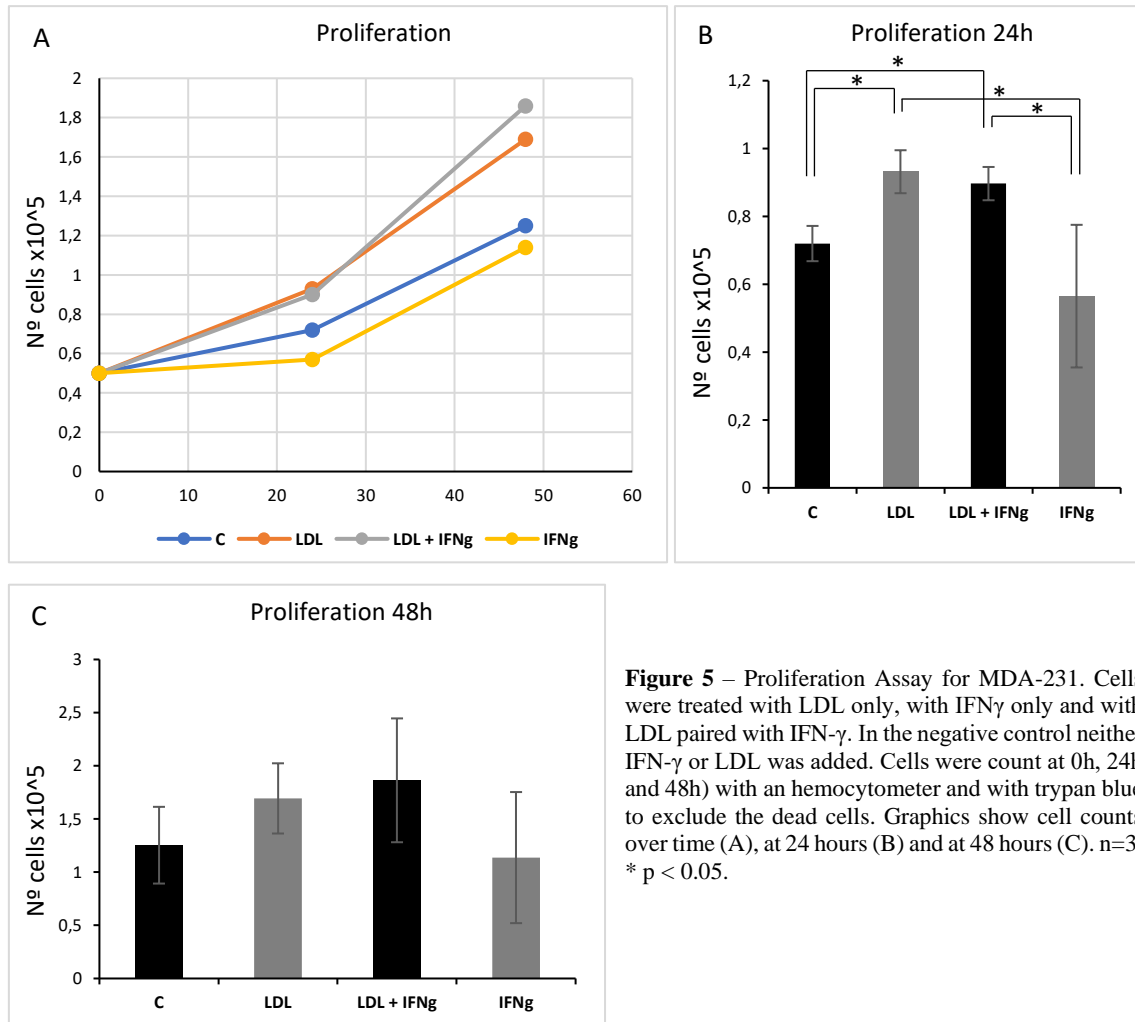 A
Proliferation
Nº cells x10^5
2
1,8
1,6
1,4
1,2
1
0,8
0,6
0,4
0,2
0
0 10 20 30 40 50 60
C LDL LDL + IFNg IFNg
B
Proliferation 24h
Nº cells x10^5
1,2
1
0,8
0,6
0,4
0,2
0
*
* *
*
C LDL LDL + IFNg IFNg
C
Proliferation 48h
Nº cells x10^5
3
2,5
2
1,5
1
0,5
0
C LDL LDL + IFNg IFNg
Figure 5 – Proliferation Assay for MDA-231. Cells
were treated with LDL only, with IFNγ only and with
LDL paired with IFN-γ. In the negative control neithe
IFN-γ or LDL was added. Cells were count at 0h, 24h
and 48h) with an hemocytometer and with trypan blue
to exclude the dead cells. Graphics show cell counts
over time (A), at 24 hours (B) and at 48 hours (C). n=3
* p < 0.05.